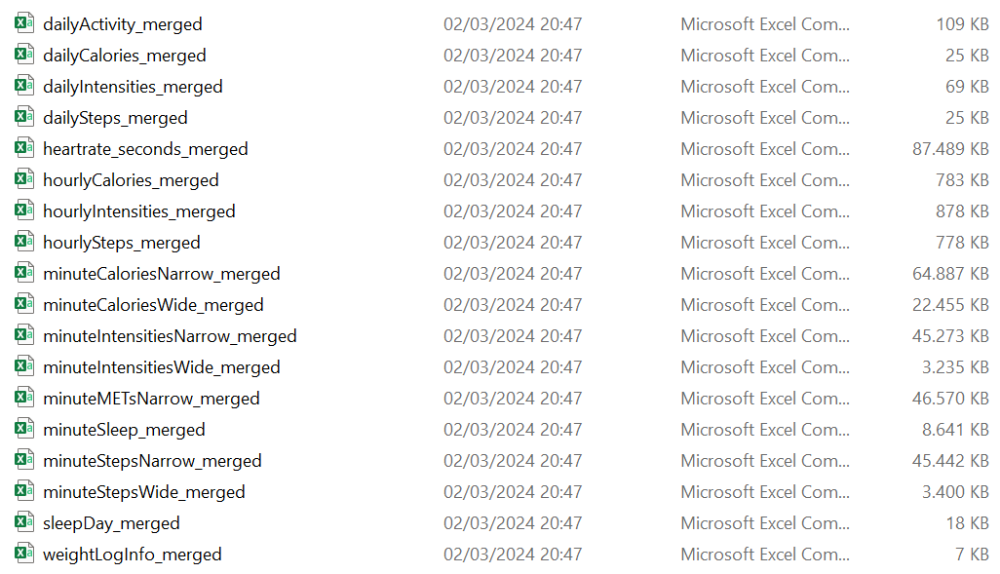 dailyActivity_merged 02/03/2024 20:47 Microsoft Excel Com... 109 KB
dailyCalories_merged 02/03/2024 20:47 Microsoft Excel Com... 25 KB
dailyIntensities_merged 02/03/2024 20:47 Microsoft Excel Com... 69 KB
dailySteps_merged 02/03/2024 20:47 Microsoft Excel Com... 25 KB
heartrate_seconds_merged 02/03/2024 20:47 Microsoft Excel Com... 87.489 KB
hourlyCalories_merged 02/03/2024 20:47 Microsoft Excel Com... 783 KB
hourlyIntensities_merged 02/03/2024 20:47 Microsoft Excel Com... 878 KB
hourlySteps_merged 02/03/2024 20:47 Microsoft Excel Com... 778 KB
minuteCaloriesNarrow_merged 02/03/2024 20:47 Microsoft Excel Com... 64.887 KB
minuteCaloriesWide_merged 02/03/2024 20:47 Microsoft Excel Com... 22.455 KB
minuteIntensitiesNarrow_merged 02/03/2024 20:47 Microsoft Excel Com... 45.273 KB
minuteIntensitiesWide_merged 02/03/2024 20:47 Microsoft Excel Com... 3.235 KB
minuteMETsNarrow_merged 02/03/2024 20:47 Microsoft Excel Com... 46.570 KB
minuteSleep_merged 02/03/2024 20:47 Microsoft Excel Com... 8.641 KB
minuteStepsNarrow_merged 02/03/2024 20:47 Microsoft Excel Com... 45.442 KB
minuteStepsWide_merged 02/03/2024 20:47 Microsoft Excel Com... 3.400 KB
sleepDay_merged 02/03/2024 20:47 Microsoft Excel Com... 18 KB
weightLogInfo_merged 02/03/2024 20:47 Microsoft Excel Com... 7 KB